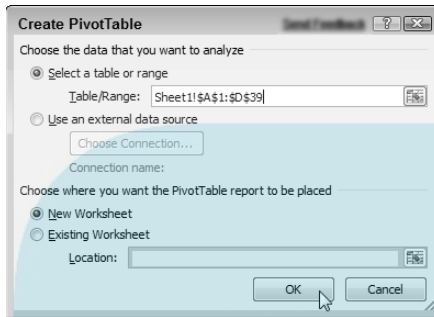 Create PivotTable
Choose the data that you want to analyze
Select a table or range
Table/Range: Sheet1!$A$1:$D$39
Use an external data source
Choose Connection...
Connection name:
Choose where you want the PivotTable report to be placed
New Worksheet
Existing Worksheet
Location:
OK Cancel